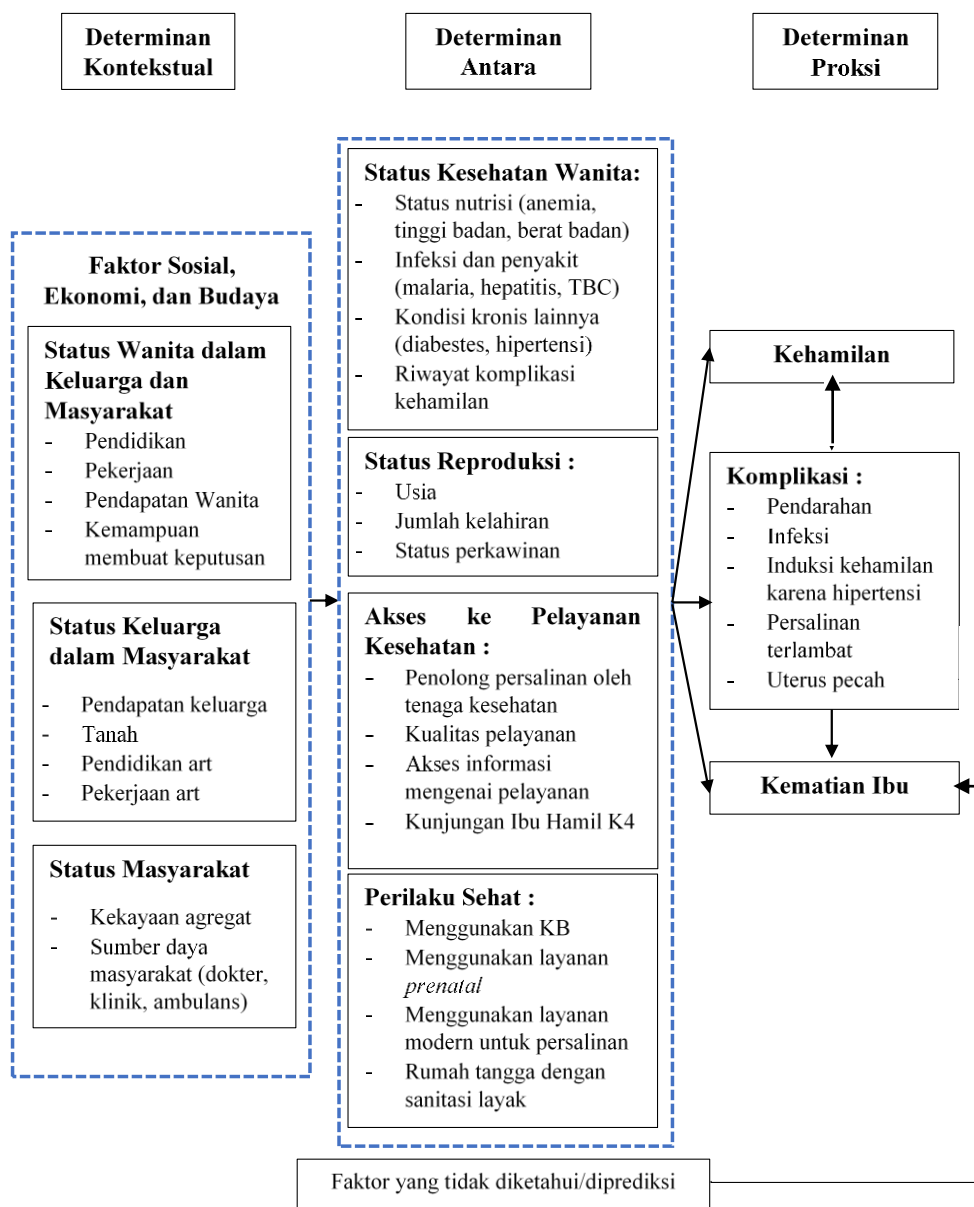 Determinan
Kontekstual
Determinan
Antara
Determinan
Proksi
Faktor Sosial,
Ekonomi, dan Budaya
Status Wanita dalam
Keluarga dan
Masyarakat
- Pendidikan
- Pekerjaan
- Pendapatan Wanita
- Kemampuan
membuat keputusan
Status Keluarga
dalam Masyarakat
- Pendapatan keluarga
- Tanah
- Pendidikan art
- Pekerjaan art
Status Masyarakat
- Kekayaan agregat
- Sumber daya
masyarakat (dokter,
klinik, ambulans)
Status Kesehatan Wanita:
- Status nutrisi (anemia,
tinggi badan, berat badan)
- Infeksi dan penyakit
(malaria, hepatitis, TBC)
- Kondisi kronis lainnya
(diabestes, hipertensi)
- Riwayat komplikasi
kehamilan
Status Reproduksi :
- Usia
- Jumlah kelahiran
- Status perkawinan
Akses ke Pelayanan
Kesehatan :
- Penolong persalinan oleh
tenaga kesehatan
- Kualitas pelayanan
- Akses informasi
mengenai pelayanan
- Kunjungan Ibu Hamil K4
Perilaku Sehat :
- Menggunakan KB
- Menggunakan layanan
prenatal
- Menggunakan layanan
modern untuk persalinan
- Rumah tangga dengan
sanitasi layak
Kehamilan
Komplikasi :
- Pendarahan
- Infeksi
- Induksi kehamilan
karena hipertensi
- Persalinan
terlambat
- Uterus pecah
Kematian Ibu
Faktor yang tidak diketahui/diprediksi